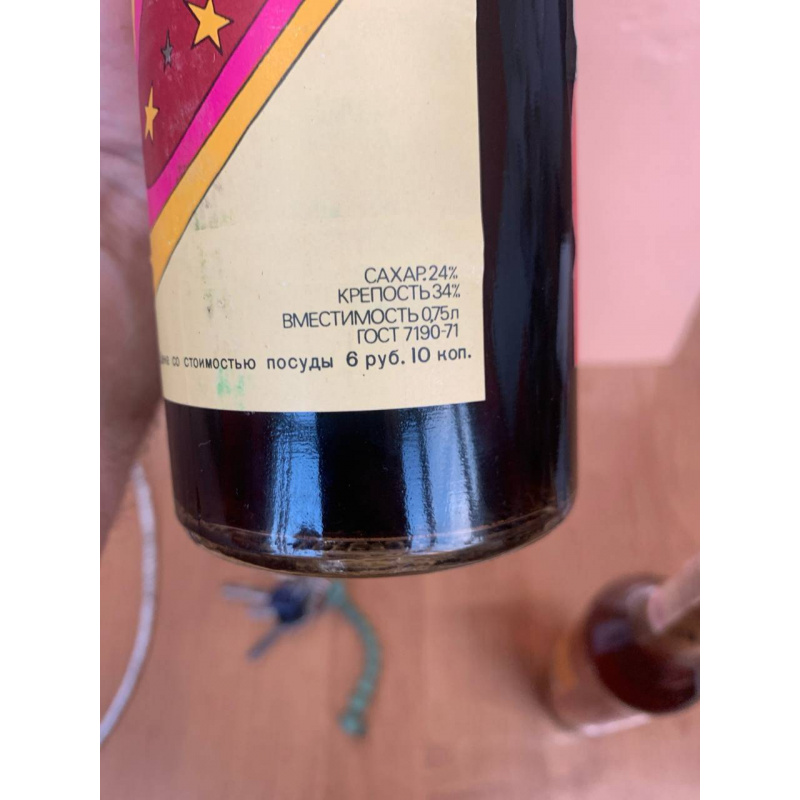 САХАР. 24%
КРЕПОСТЬ 34%
ВМЕСТИМОСТЬ 0,75л
ГОСТ 7190-71
со стоимостью посуды 6 руб. 10 коп.